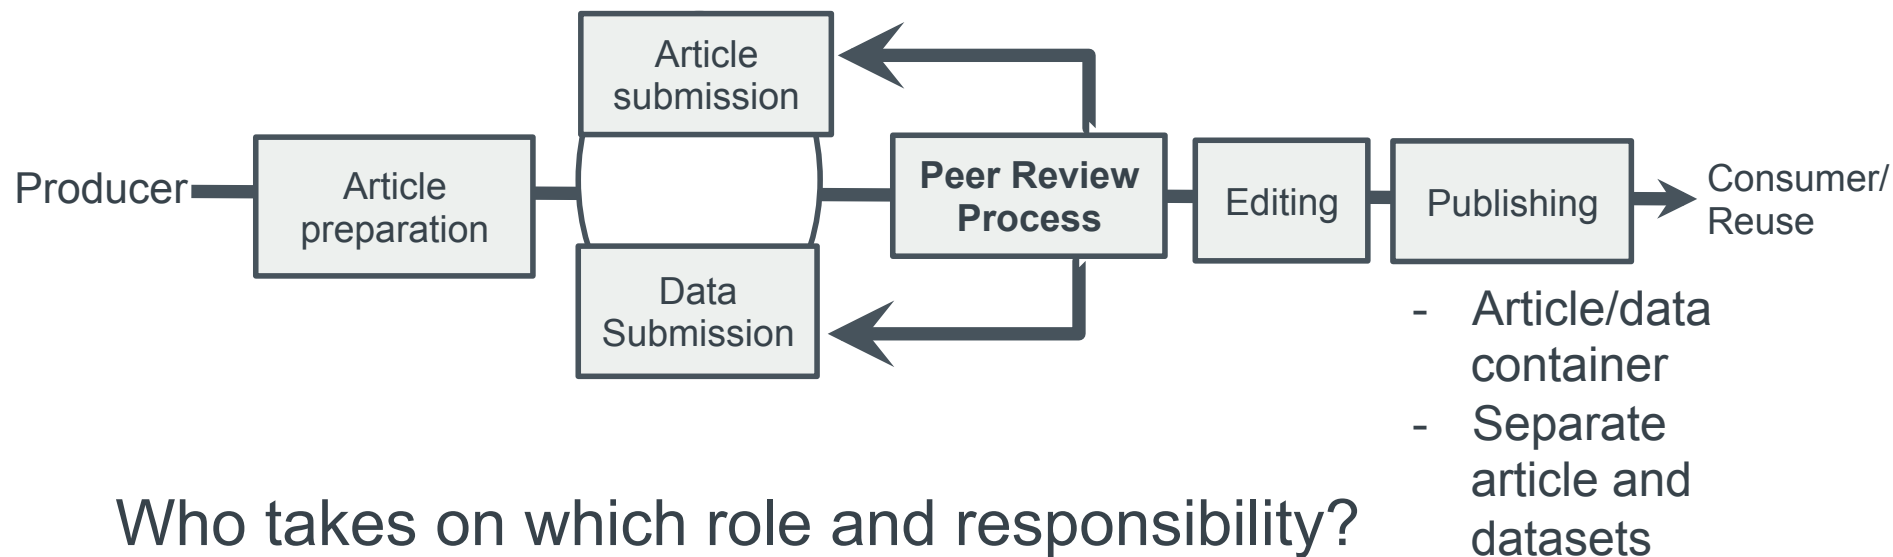 Article
submission
Producer
Article
preparation
Peer Review
Process
Editing
Publishing
Consumer/
Reuse
Data
Submission
- Article/data
container
- Separate
article and
datasets
Who takes on which role and responsibility?